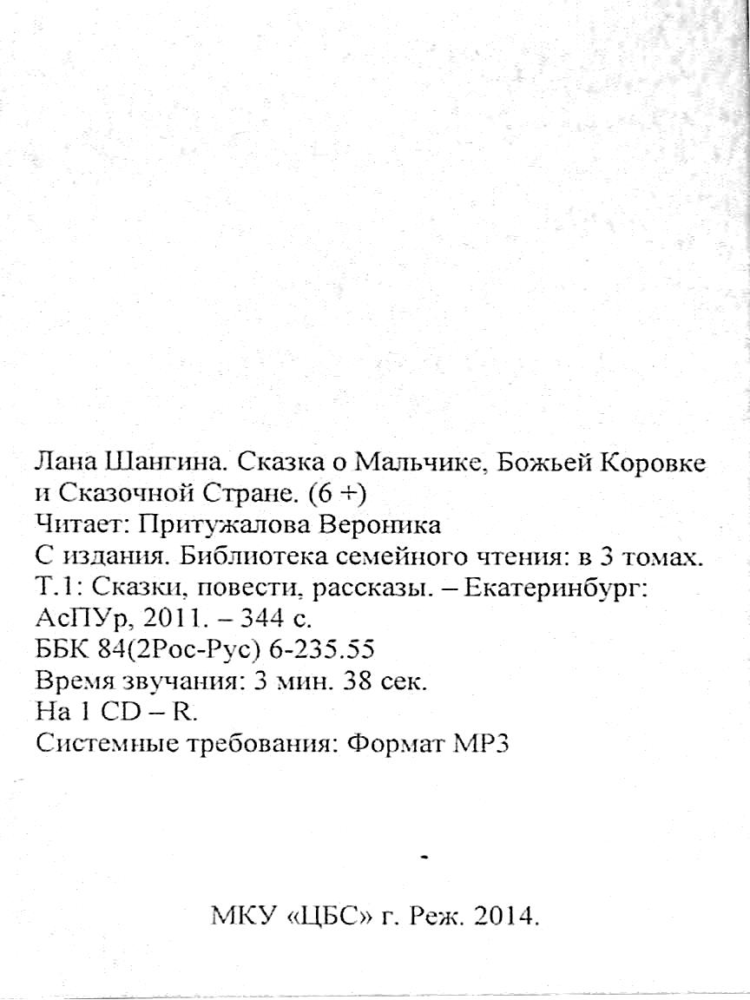 Лана Шангина. Сказка о Мальчике, Божьей Коровке
и Сказочной Стране. (6 +)
Читает: Притужалова Вероника
С издания. Библиотека семейного чтения: в 3 томах.
Т.1: Сказки, повести, рассказы. – Екатеринбург:
АсПУр, 2011. – 344 с.
ББК 84(2Рос-Рус) 6-235.55
Время звучания: 3 мин. 38 сек.
На 1 CD – R.
Системные требования: Формат MP3
МКУ «ЦБС» г. Реж. 2014.